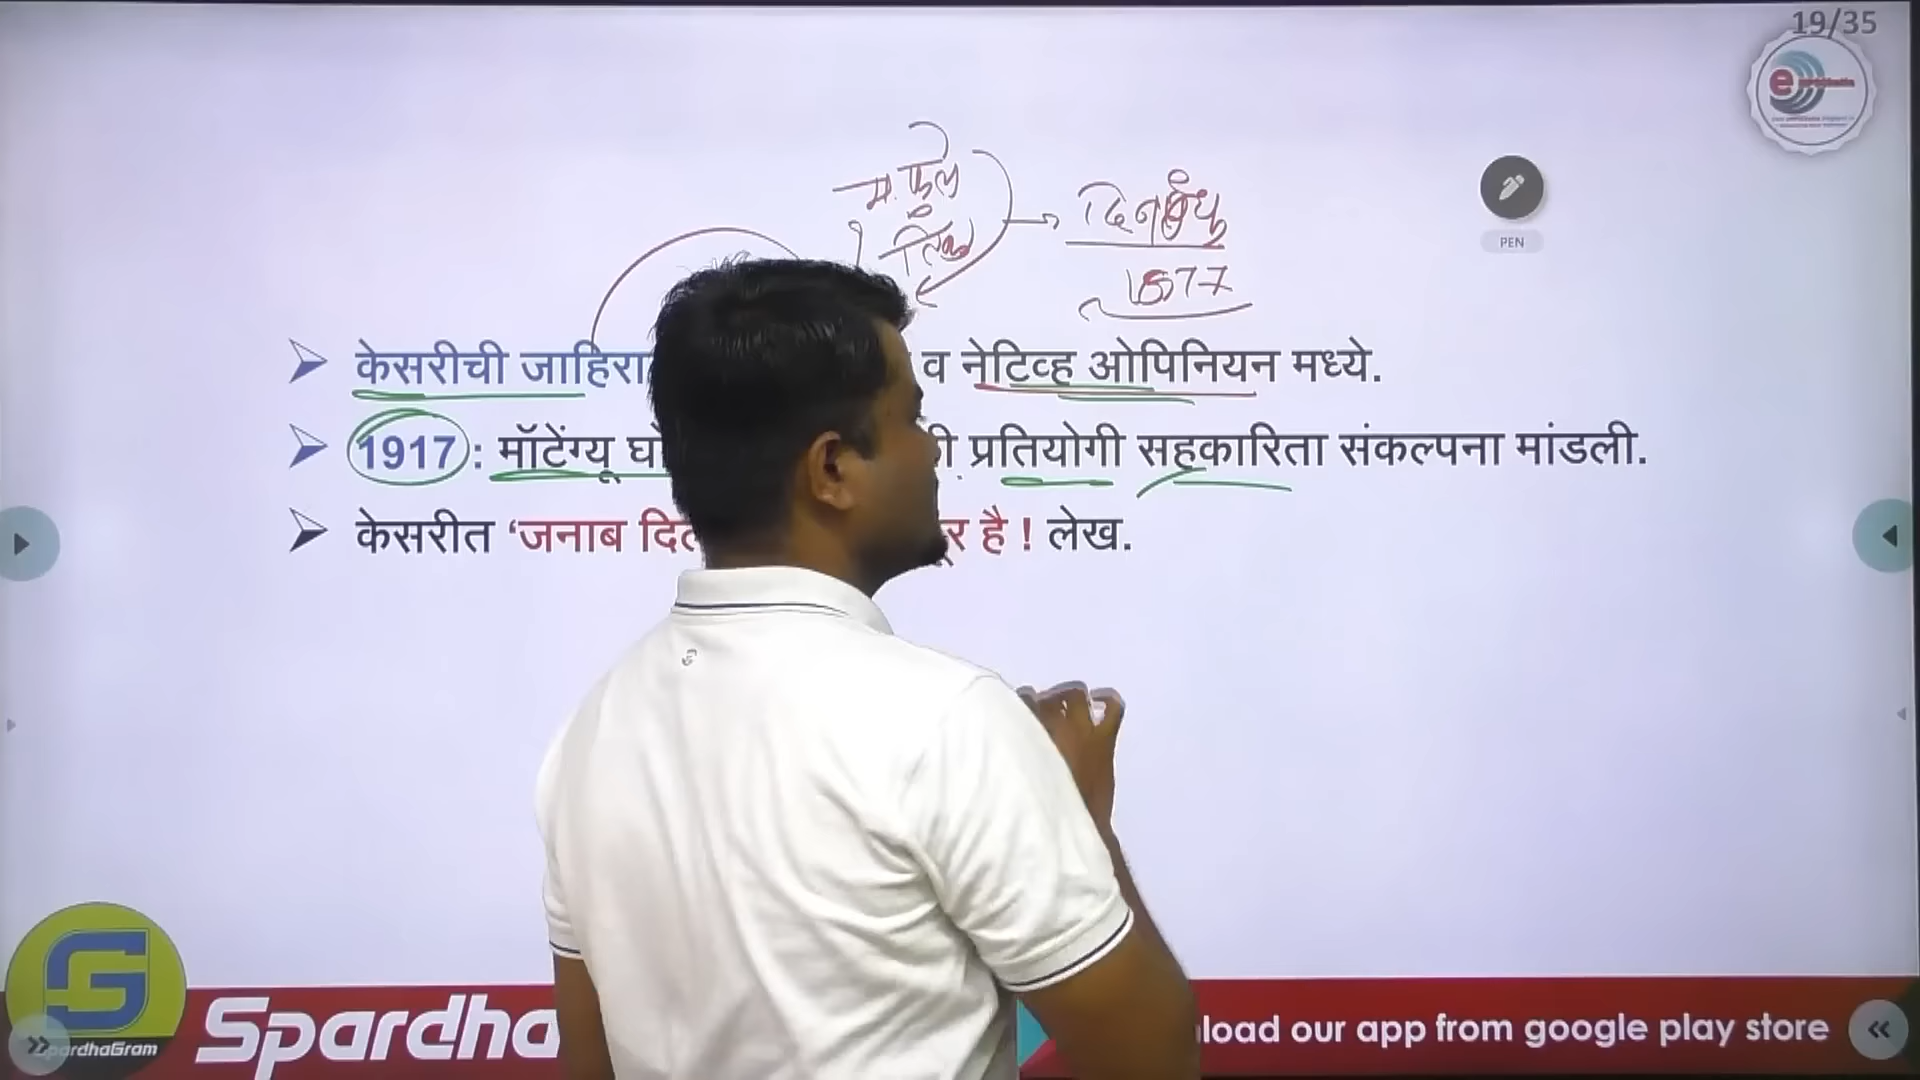 19/35
e
म. फुले
टिळक
दिनबंधु
1877
PEN
केसरीची जाहिरा व नेटिव्ह ओपिनियन मध्ये.
1917 : मॉटेंग्यू घो ी प्रतियोगी सहकारिता संकल्पना मांडली.
केसरीत ‘जनाब दिल र है ! लेख.
G
SpardhaGram
Spardha load our app from google play store